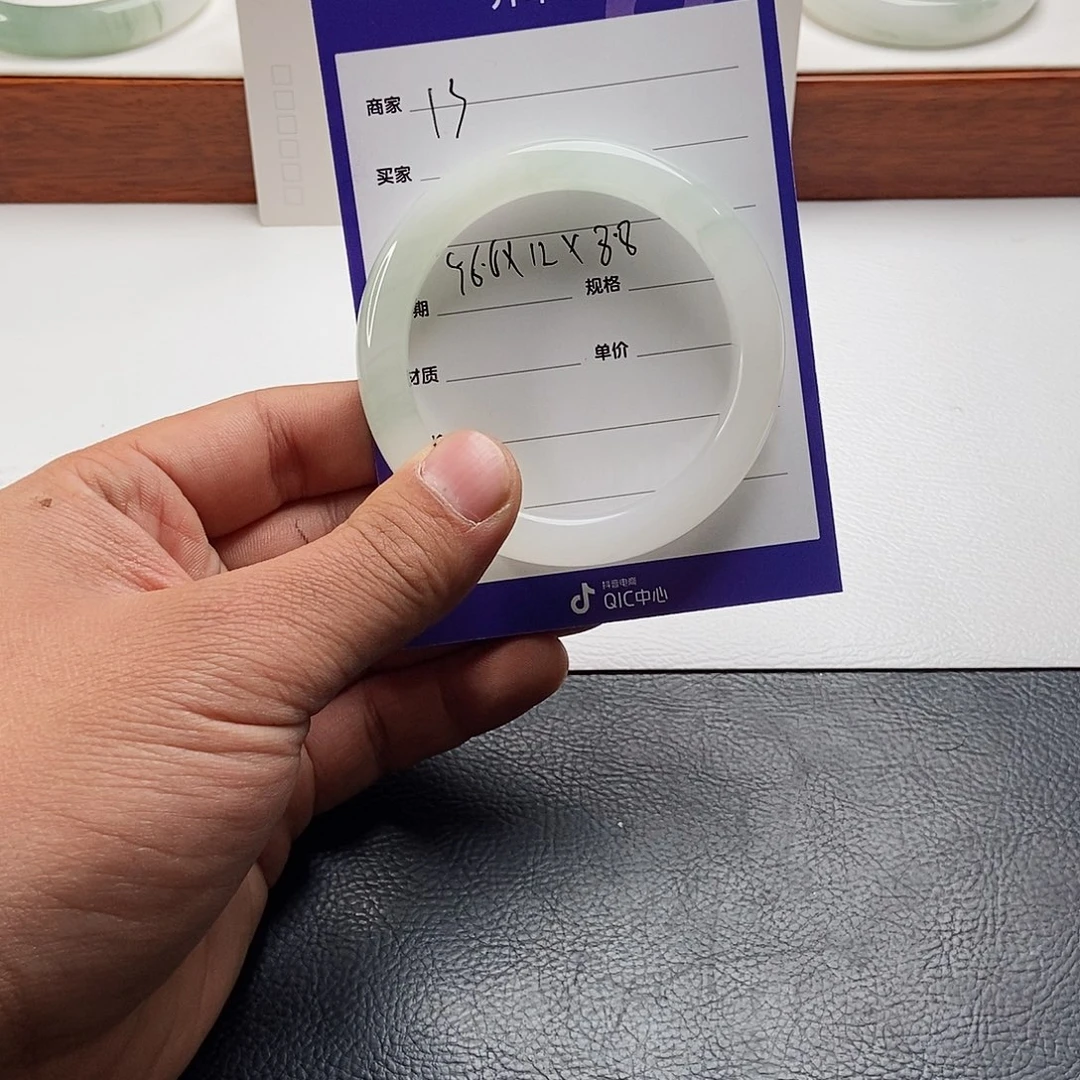 商家 13
买家
56.6X12X8.8
期 规格
材质 单价
抖音电商
QIC中心